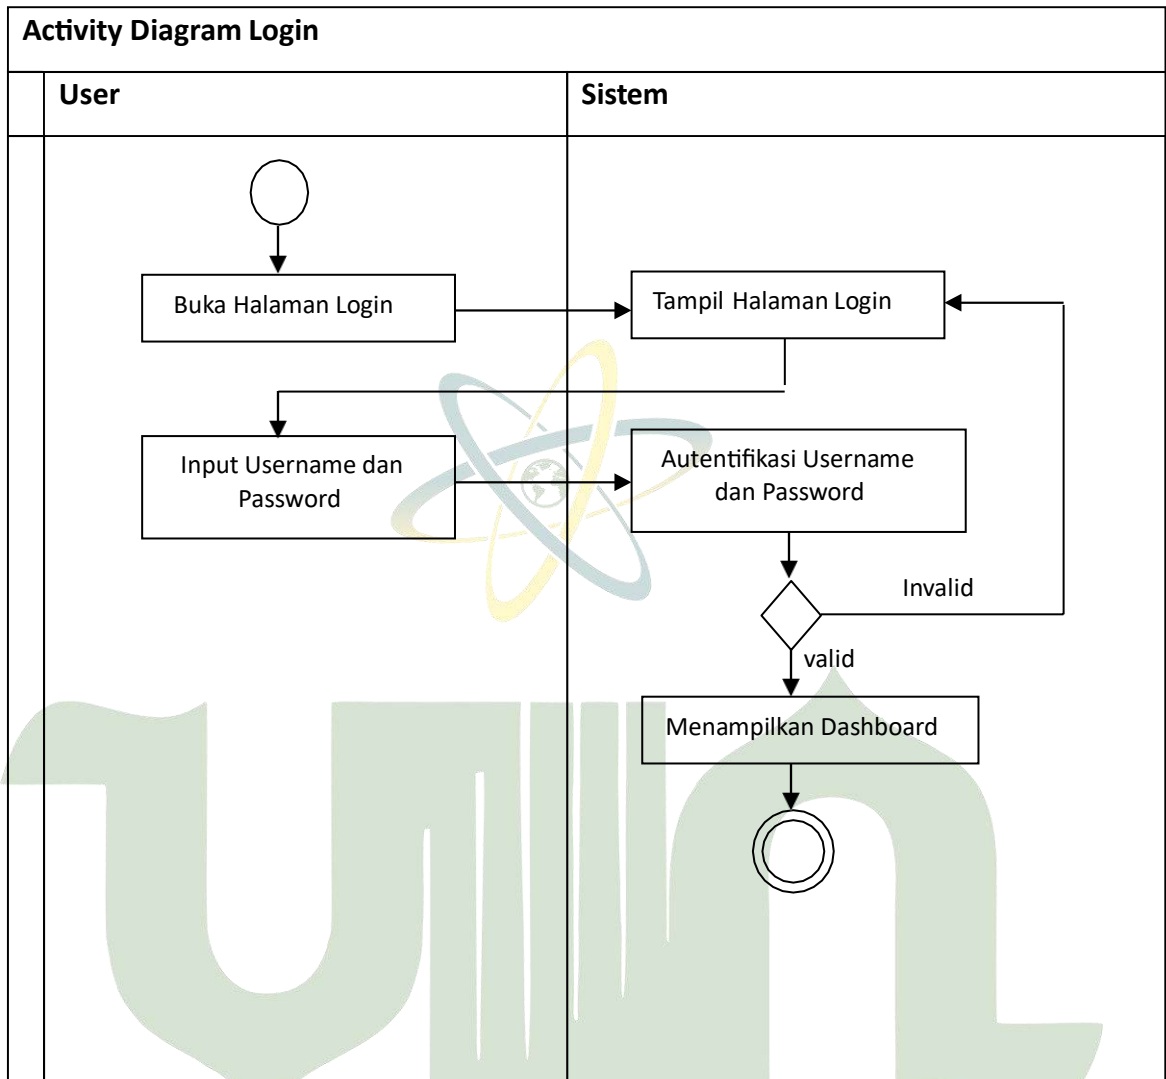 Activity Diagram Login
User
Sistem
Buka Halaman Login
Tampil Halaman Login
Input Username dan
Password
Autentifikasi Username
dan Password
Invalid
valid
Menampilkan Dashboard